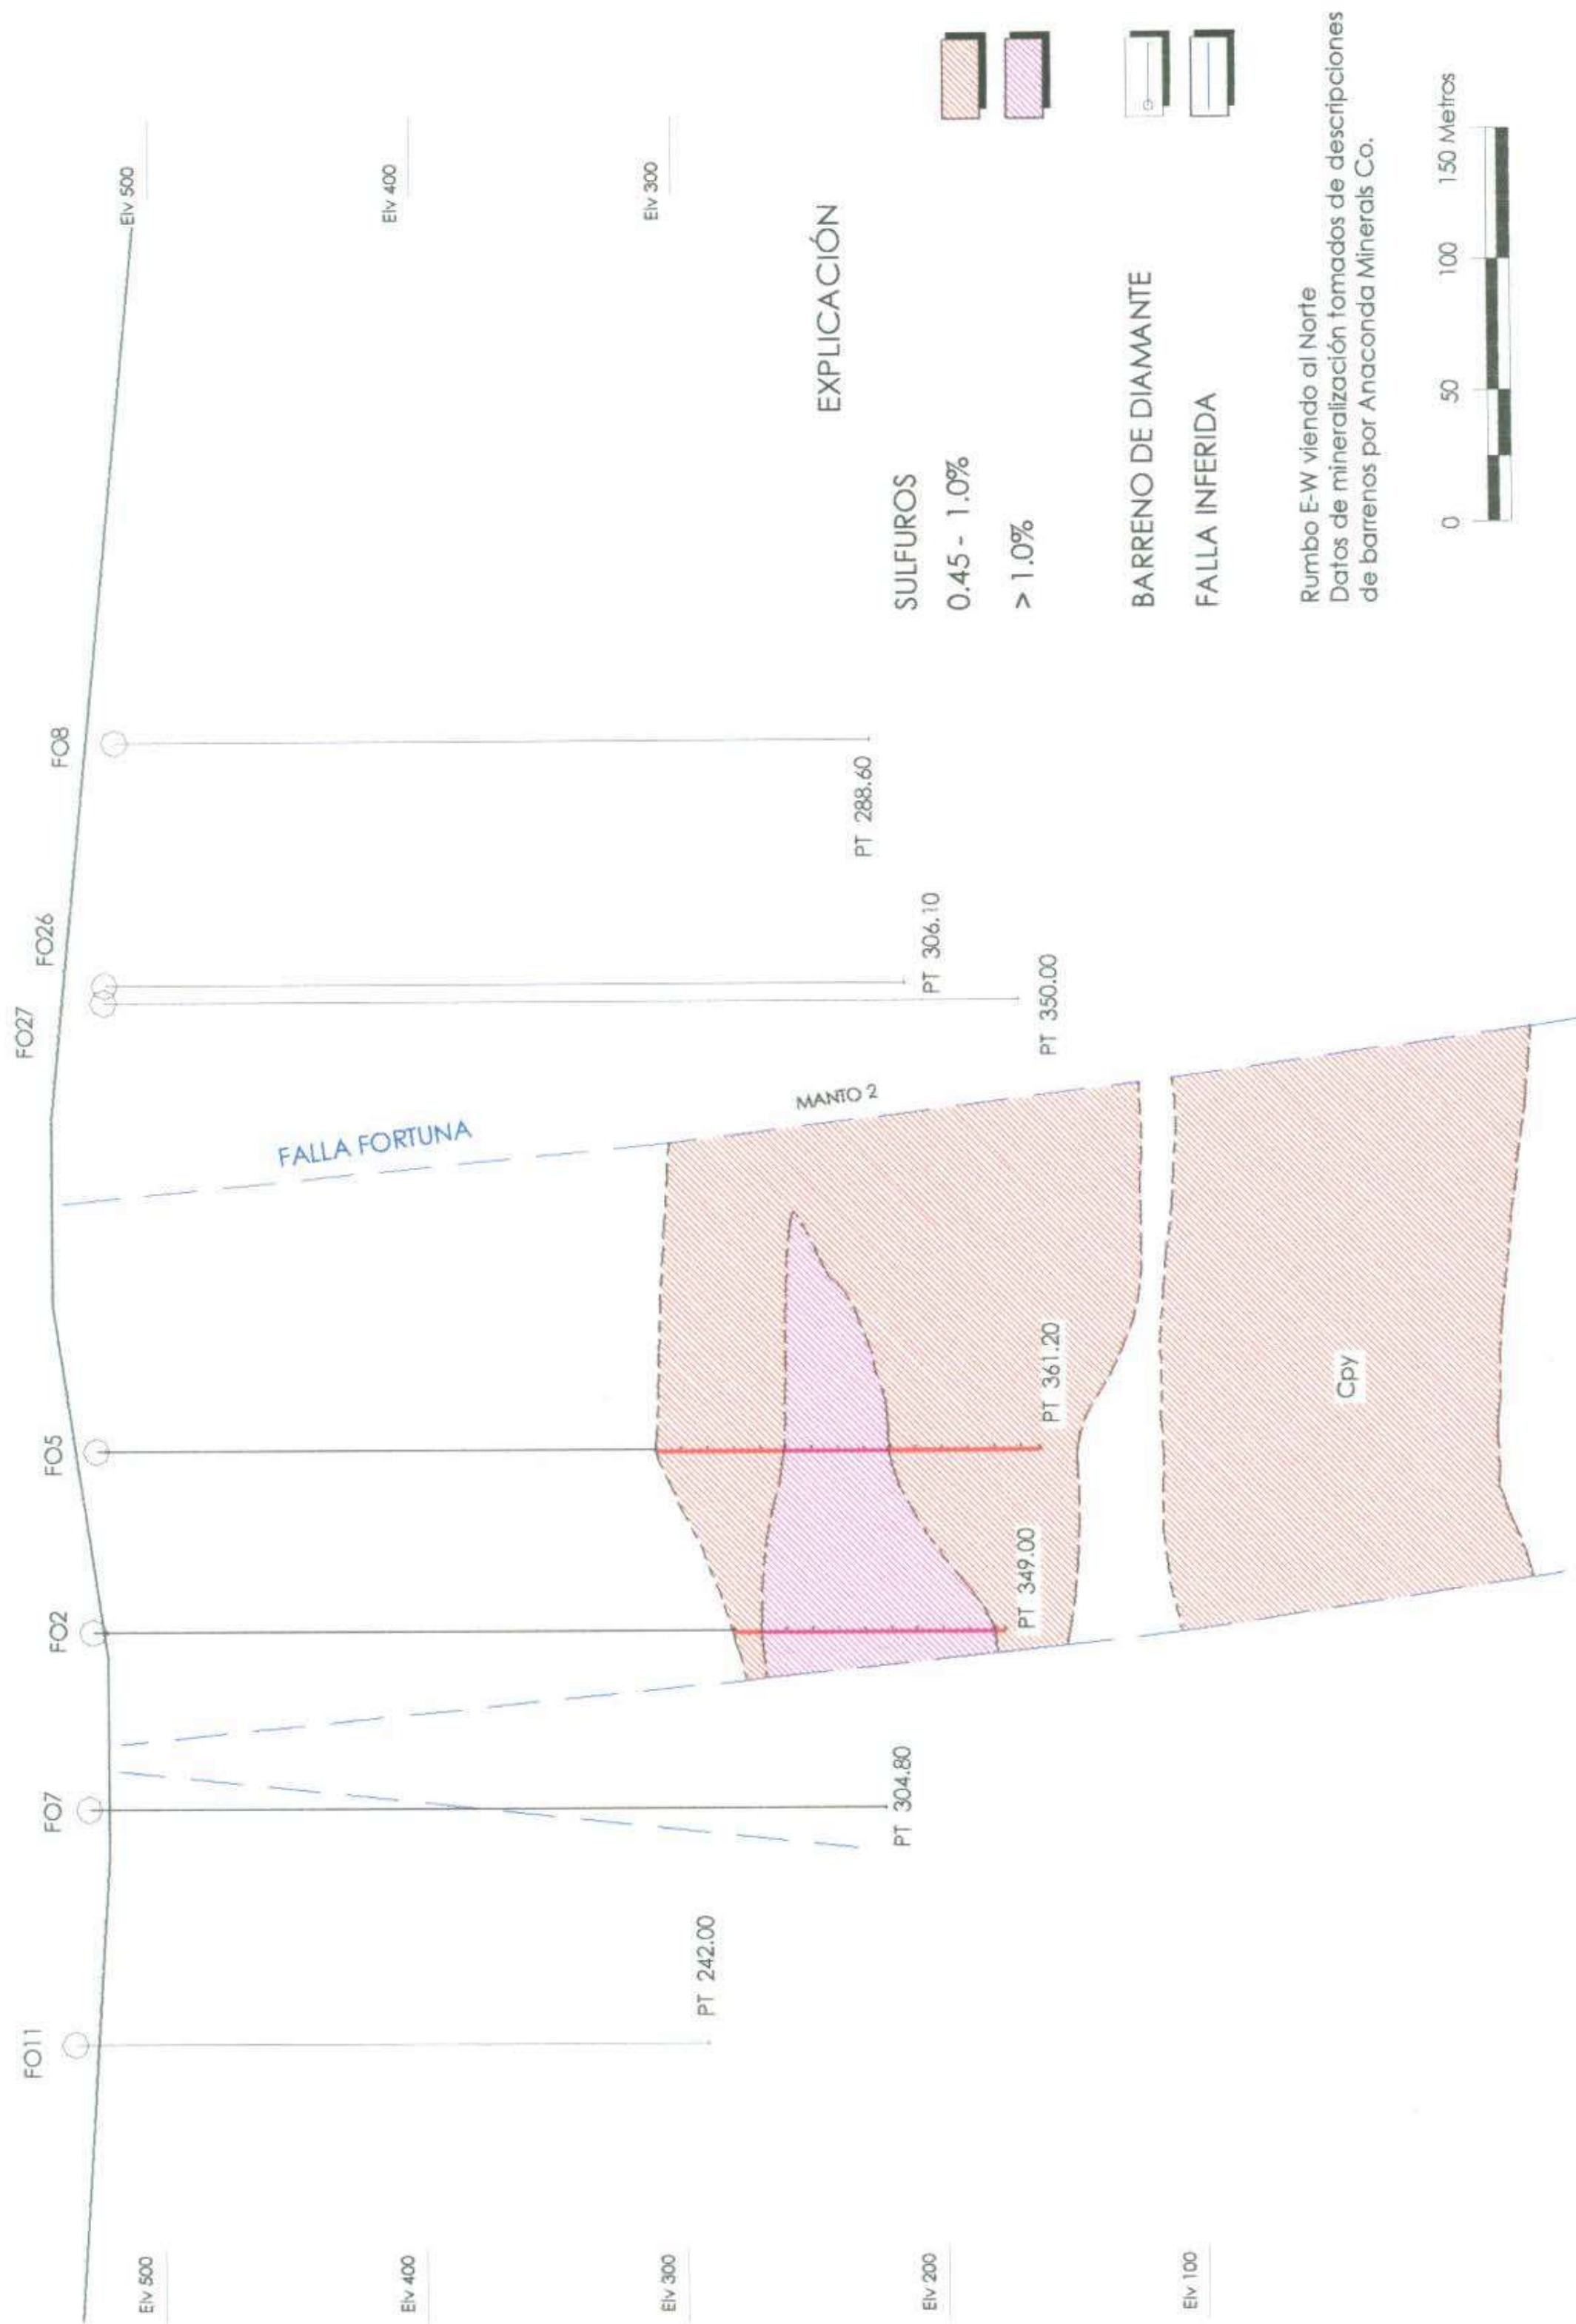 FO11
FO7
FO2
FO5
FO27
FO26
FO8
Elv 500
Elv 500
Elv 400
Elv 400
FALLA FORTUNA
Elv 300
Elv 300
PT 242.00
MANTO 2
PT 288.60
PT 304.80
PT 306.10
Elv 200
PT 349.00
PT 361.20
PT 350.00
Elv 100
Cpy
EXPLICACIÓN
SULFUROS
0.45 - 1.0%
> 1.0%
BARRENO DE DIAMANTE
FALLA INFERIDA
Rumbo E-W viendo al Norte
Datos de mineralización tomados de descripciones
de barrenos por Anaconda Minerals Co.
0 50 100 150 Metros